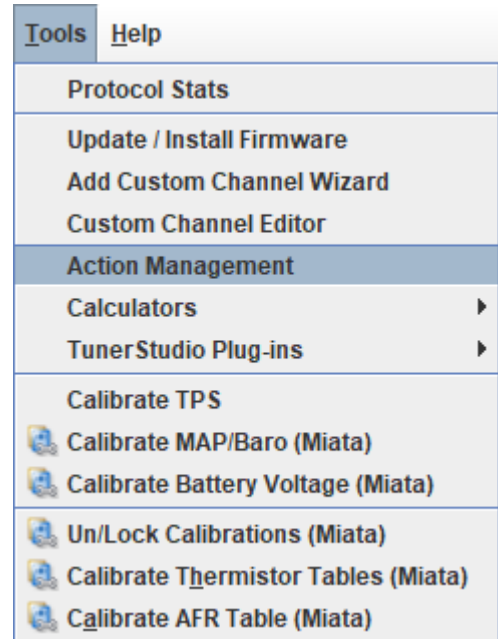 Tools Help
Protocol Stats
Update / Install Firmware
Add Custom Channel Wizard
Custom Channel Editor
Action Management
Calculators
TunerStudio Plug-ins
Calibrate TPS
Calibrate MAP/Baro (Miata)
Calibrate Battery Voltage (Miata)
Un/Lock Calibrations (Miata)
Calibrate Thermistor Tables (Miata)
Calibrate AFR Table (Miata)